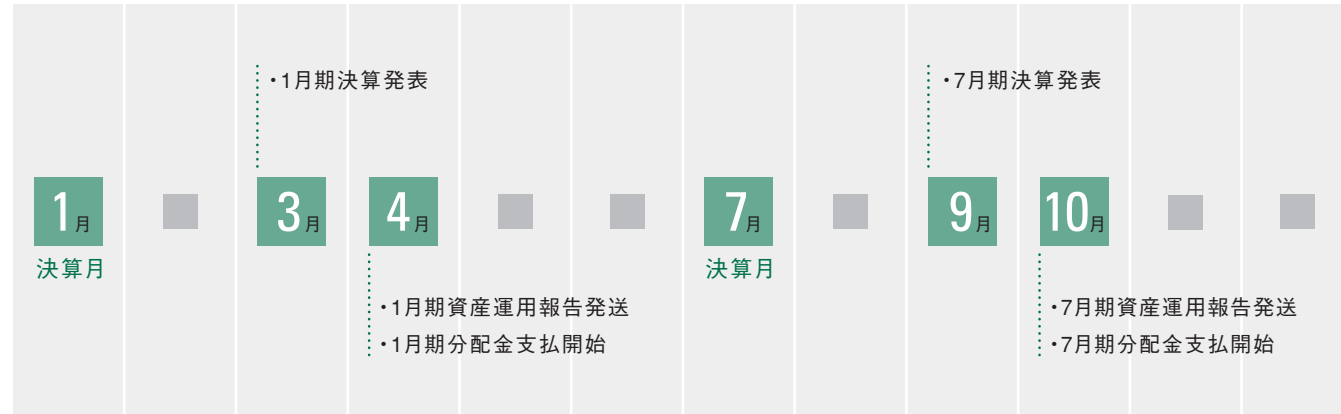 ・1月期決算発表
・7月期決算発表
1月
3月
4月
7月
9月
10月
決算月
決算月
・1月期資産運用報告発送
・1月期分配金支払開始
・7月期資産運用報告発送
・7月期分配金支払開始